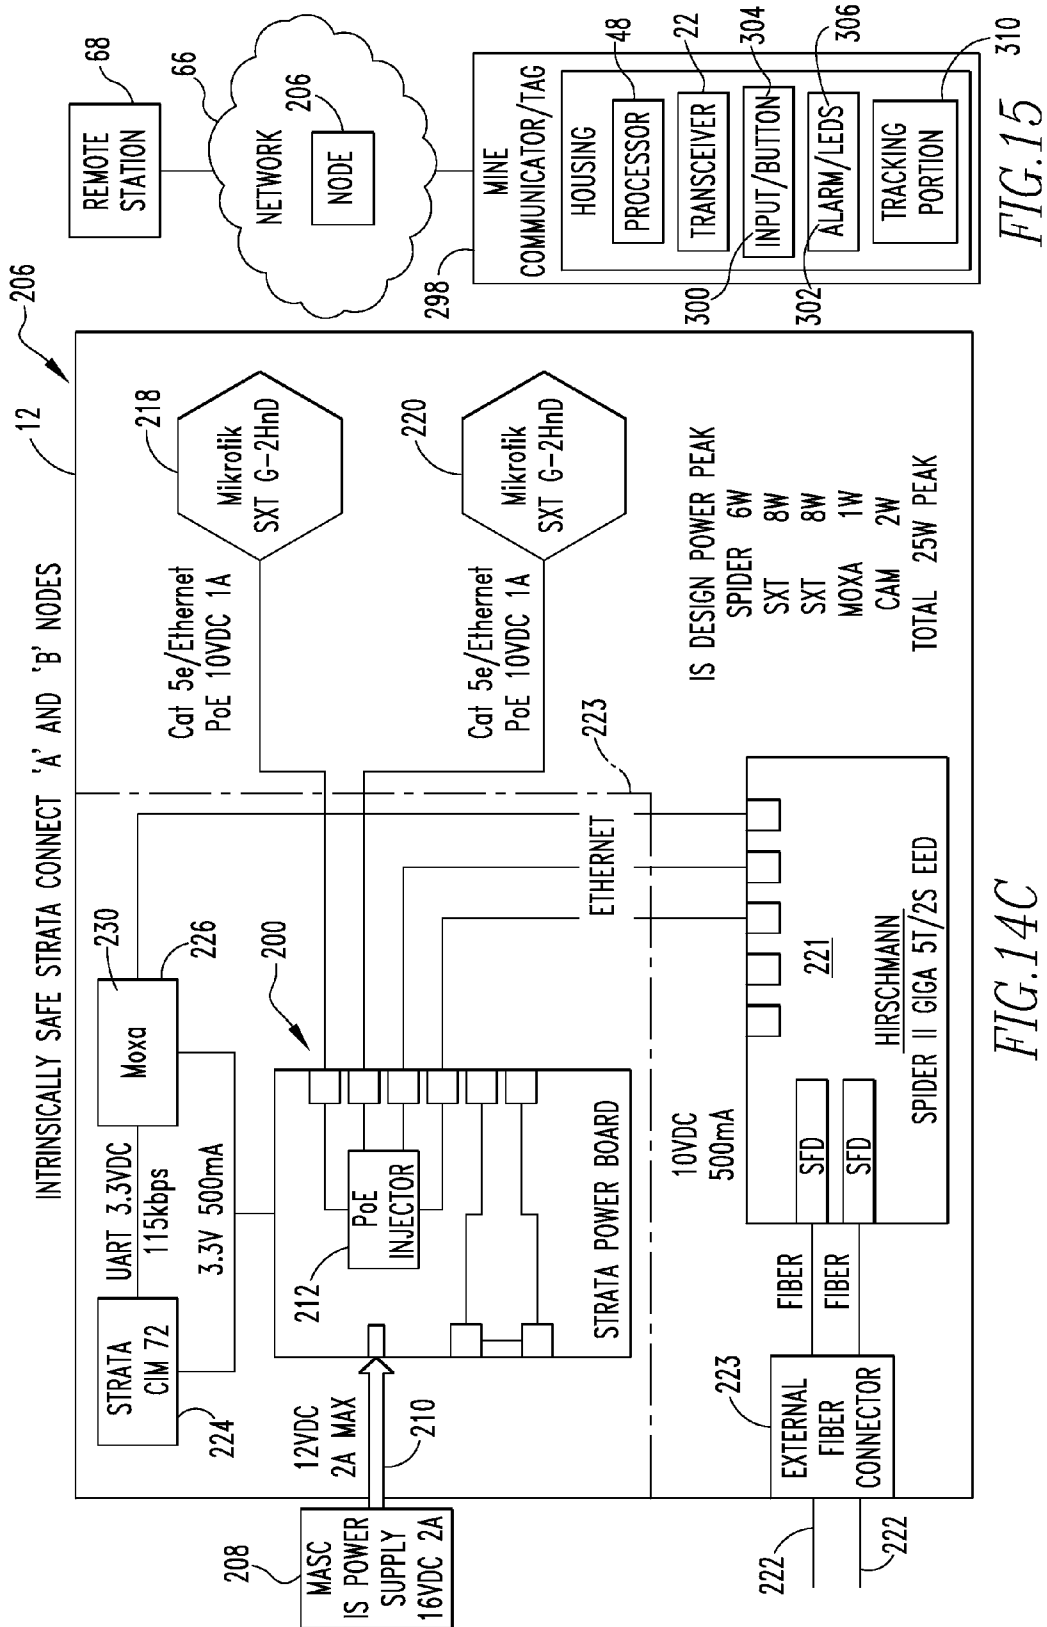 INTRINSICALLY SAFE STRATA CONNECT 'A' AND 'B' NODES
12
206
STRATA
CIM 72
224
UART 3.3VDC
115kbps
3.3V 500mA
Moxa
230
226
200
208
MASC
IS POWER
SUPPLY
16VDC 2A
12VDC
2A MAX
210
212
PoE
INJECTOR
STRATA POWER BOARD
Cat 5e/Ethernet
PoE 10VDC 1A
Mikrotik
SXT G-2HnD
218
Cat 5e/Ethernet
PoE 10VDC 1A
Mikrotik
SXT G-2HnD
220
ETHERNET
223
10VDC
500mA
222
222
EXTERNAL
FIBER
CONNECTOR
223
FIBER
FIBER
SFD
SFD
221
HIRSCHMANN
SPIDER II GIGA 5T/2S EED
IS DESIGN POWER PEAK
SPIDER 6W
SXT 8W
SXT 8W
MOXA 1W
CAM 2W
TOTAL 25W PEAK
FIG.14C
REMOTE
STATION
68
66
NETWORK
206
NODE
298
MINE
COMMUNICATOR/TAG
HOUSING
PROCESSOR
48
TRANSCEIVER
22
INPUT/BUTTON
304
300
ALARM/LEDS
306
302
TRACKING
PORTION
310
FIG.15